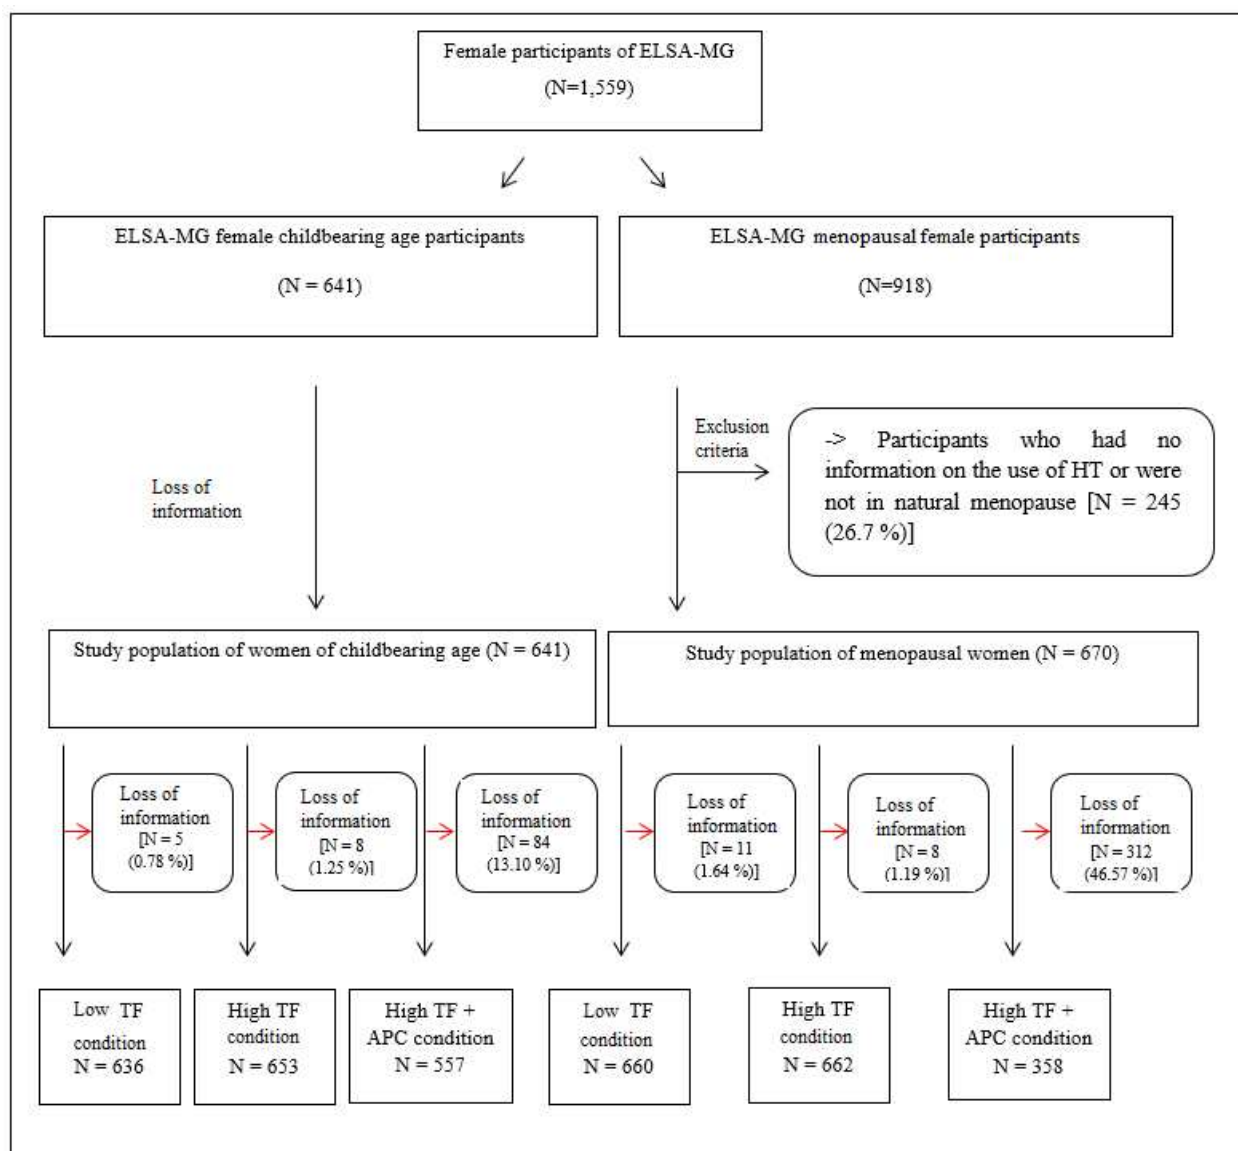 Female participants of ELSA-MG
(N=1,559)
ELSA-MG female childbearing age participants
(N = 641)
ELSA-MG menopausal female participants
(N=918)
Exclusion
criteria
-> Participants who had no
information on the use of HT or were
not in natural menopause [N = 245
(26.7 %)]
Loss of
information
Study population of women of childbearing age (N = 641)
Study population of menopausal women (N = 670)
Loss of
information
[N = 5
(0.78 %)]
Loss of
information
[N = 8
(1.25 %)]
Loss of
information
[N = 84
(13.10 %)]
Loss of
information
[N = 11
(1.64 %)]
Loss of
information
[N = 8
(1.19 %)]
Loss of
information
[N = 312
(46.57 %)]
Low TF
condition
N = 636
High TF
condition
N = 653
High TF +
APC condition
N = 557
Low TF
condition
N = 660
High TF
condition
N = 662
High TF +
APC condition
N = 358